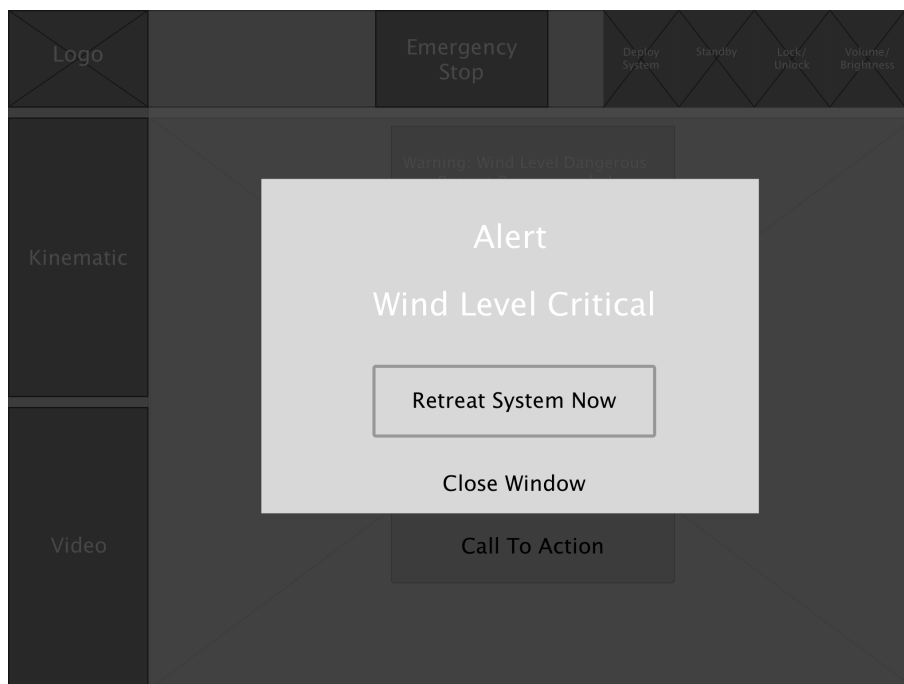 Logo
Emergency
Stop
Deploy
System
Standby
Lock/
Unlock
Volume/
Brightness
Warning: Wind Level Dangerous
Kinematic
Alert
Wind Level Critical
Retreat System Now
Close Window
Video
Call To Action